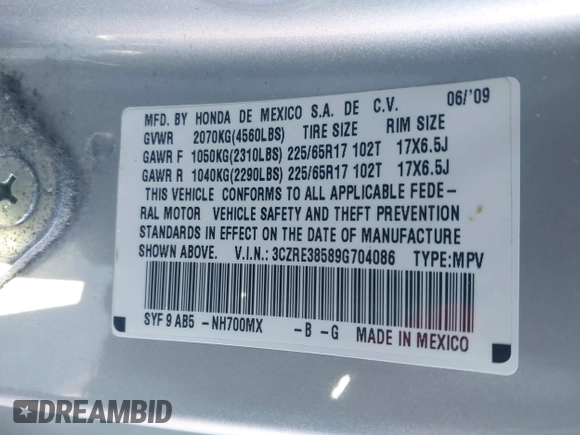 MFD. BY HONDA DE MEXICO S.A. DE C.V. 06/'09
GVWR 2070KG(4560LBS) TIRE SIZE RIM SIZE
GAWR F 1050KG(2310LBS) 225/65R17 102T 17X6.5J
GAWR R 1040KG(2290LBS) 225/65R17 102T 17X6.5J
THIS VEHICLE CONFORMS TO ALL APPLICABLE FEDE-
RAL MOTOR VEHICLE SAFETY AND THEFT PREVENTION
STANDARDS IN EFFECT ON THE DATE OF MANUFACTURE
SHOWN ABOVE. V.I.N.: 3CZRE38589G704086 TYPE:MPV
SYF 9 AB5 -NH700MX -B -G MADE IN MEXICO
DREAMBID